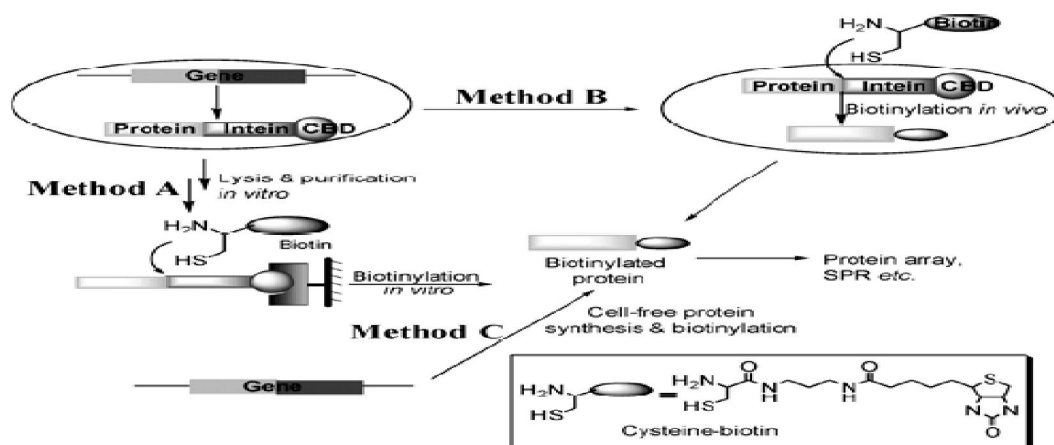 Gene
Protein Intein CBD
Method B
H₂N Biotin
HS
Protein Intein CBD
Biotinylation in vivo
Method A
Lysis & purification
in vitro
H₂N
HS
Biotin
Biotinylation
in vitro
Biotinylated
protein
Protein array,
SPR etc.
Method C
Cell-free protein
synthesis & biotinylation
Gene
H₂N
HS
=
H₂N
HS
O
N
H
H
N
O
S
N
N
O
Cysteine-biotin